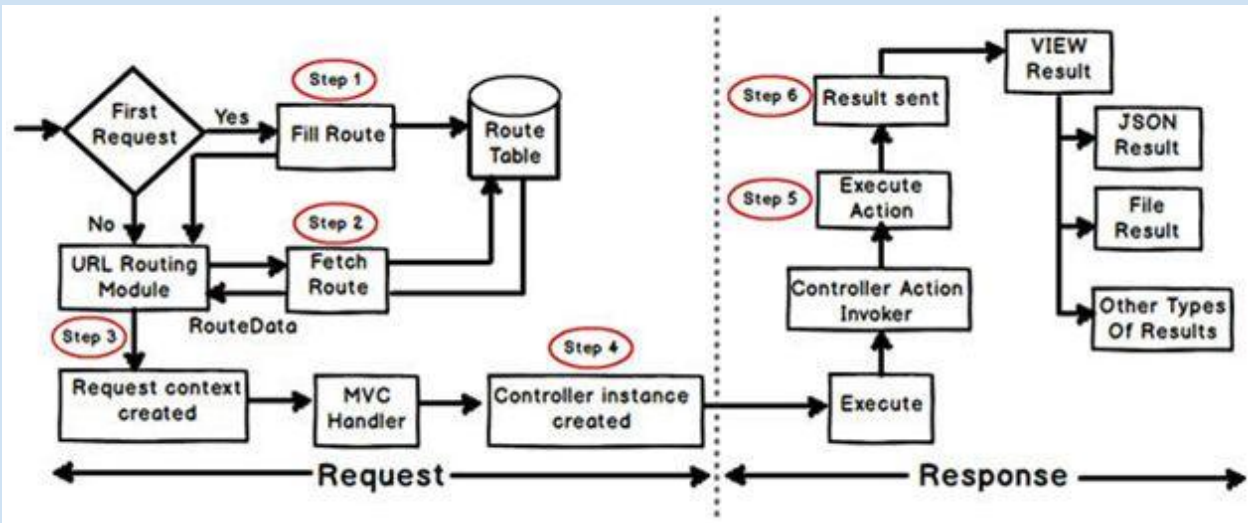 First
Request
Yes
No
Step 1
Fill Route
Route
Table
Step 2
Fetch
Route
URL Routing
Module
RouteData
Step 3
Request context
created
MVC
Handler
Step 4
Controller instance
created
Request
Execute
Controller Action
Invoker
Step 5
Execute
Action
Step 6
Result sent
VIEW
Result
JSON
Result
File
Result
Other Types
Of Results
Response